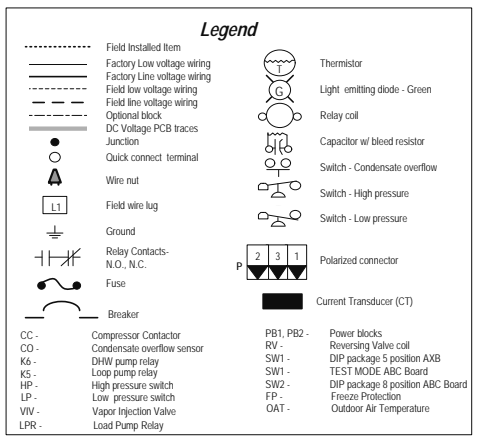 Legend
Field Installed Item
Factory Low voltage wiring
Factory Line voltage wiring
Field low voltage wiring
Field line voltage wiring
Optional block
DC Voltage PCB traces
Junction
Quick connect terminal
Wire nut
L1 Field wire lug
Ground
Relay Contacts-
N.O., N.C.
Fuse
Breaker
T Thermistor
G Light emitting diode - Green
Relay coil
Capacitor w/ bleed resistor
Switch - Condensate overflow
Switch - High pressure
Switch - Low pressure
P 2 3 1 Polarized connector
Current Transducer (CT)
CC - Compressor Contactor
CO - Condensate overflow sensor
K6 - DHW pump relay
K5 - Loop pump relay
HP - High pressure switch
LP - Low pressure switch
VIV - Vapor Injection Valve
LPR - Load Pump Relay
PB1, PB2 - Power blocks
RV - Reversing Valve coil
SW1 - DIP package 5 position AXB
SW1 - TEST MODE ABC Board
SW2 - DIP package 8 position ABC Board
FP - Freeze Protection
OAT - Outdoor Air Temperature